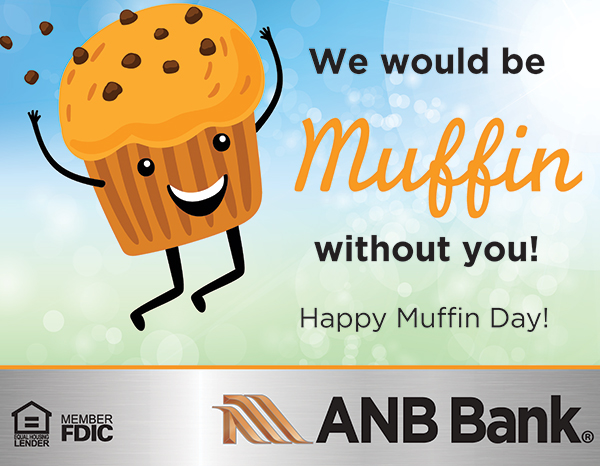 We would be
Muffin
without you!
Happy Muffin Day!
EQUAL HOUSING
LENDER
MEMBER
FDIC
ANB Bank®